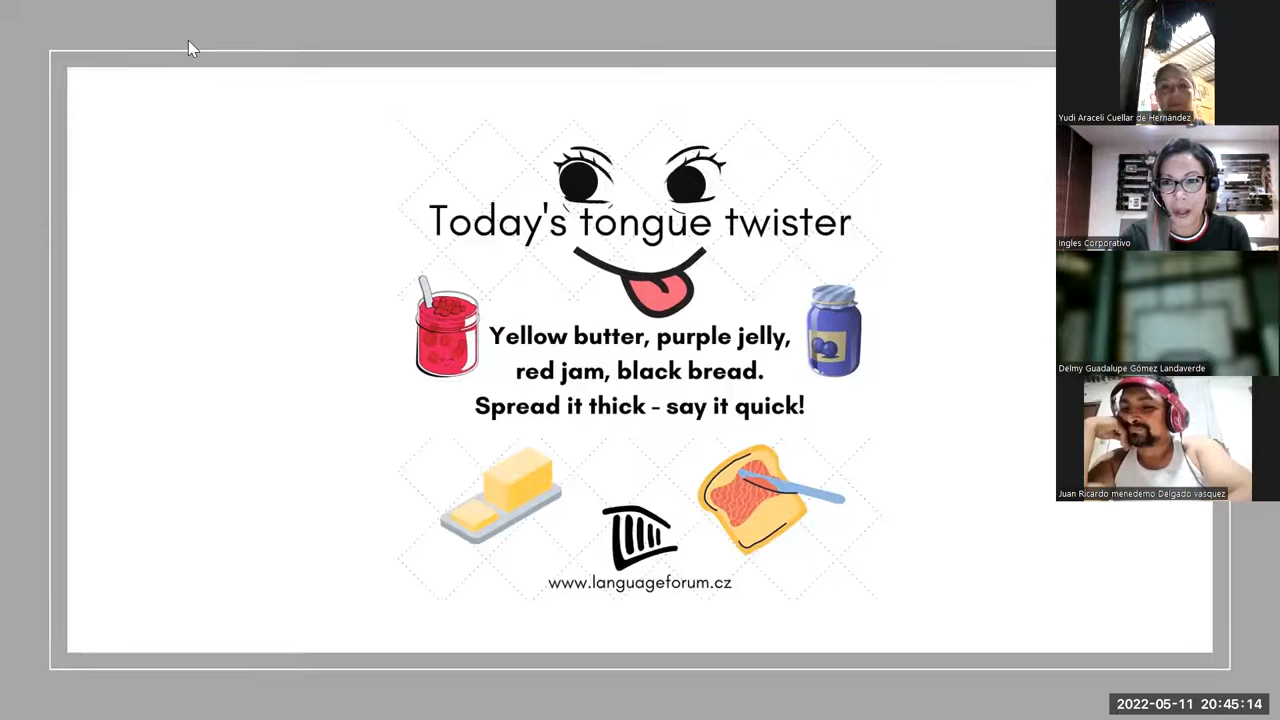 Yudi Araceli Cuellar de Hernández
Ingles Corporativo
Today's tongue twister
Yellow butter, purple jelly,
red jam, black bread.
Spread it thick - say it quick!
Delmy Guadalupe Gómez Landaverde
Juan Ricardo menedemo Delgado vasquez
www.languageforum.cz
2022-05-11 20:45:14